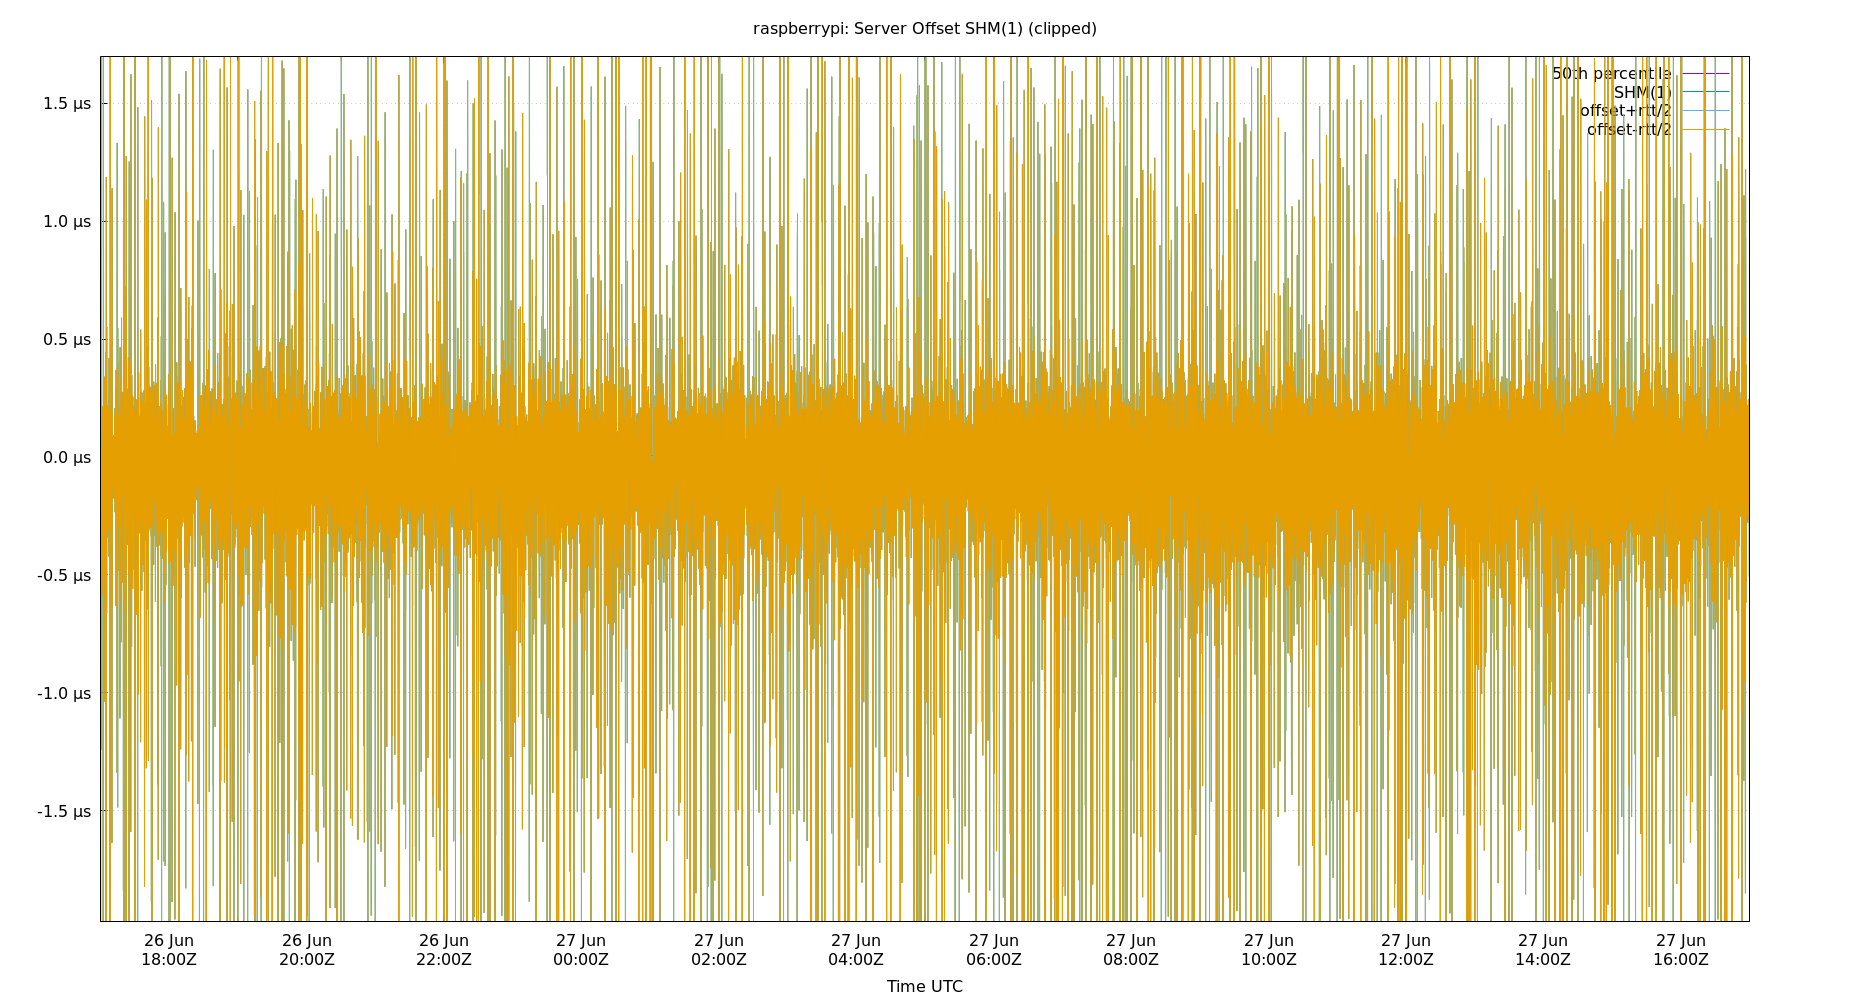 raspberrypi: Server Offset SHM(1) (clipped)
50th percentile
SHM(1)
offset+rtt/2
offset-rtt/2
1.5 µs
1.0 µs
0.5 µs
0.0 µs
-0.5 µs
-1.0 µs
-1.5 µs
26 Jun 26 Jun 26 Jun 27 Jun 27 Jun 27 Jun 27 Jun 27 Jun 27 Jun 27 Jun 27 Jun 27 Jun
18:00Z 20:00Z 22:00Z 00:00Z 02:00Z 04:00Z 06:00Z 08:00Z 10:00Z 12:00Z 14:00Z 16:00Z
Time UTC